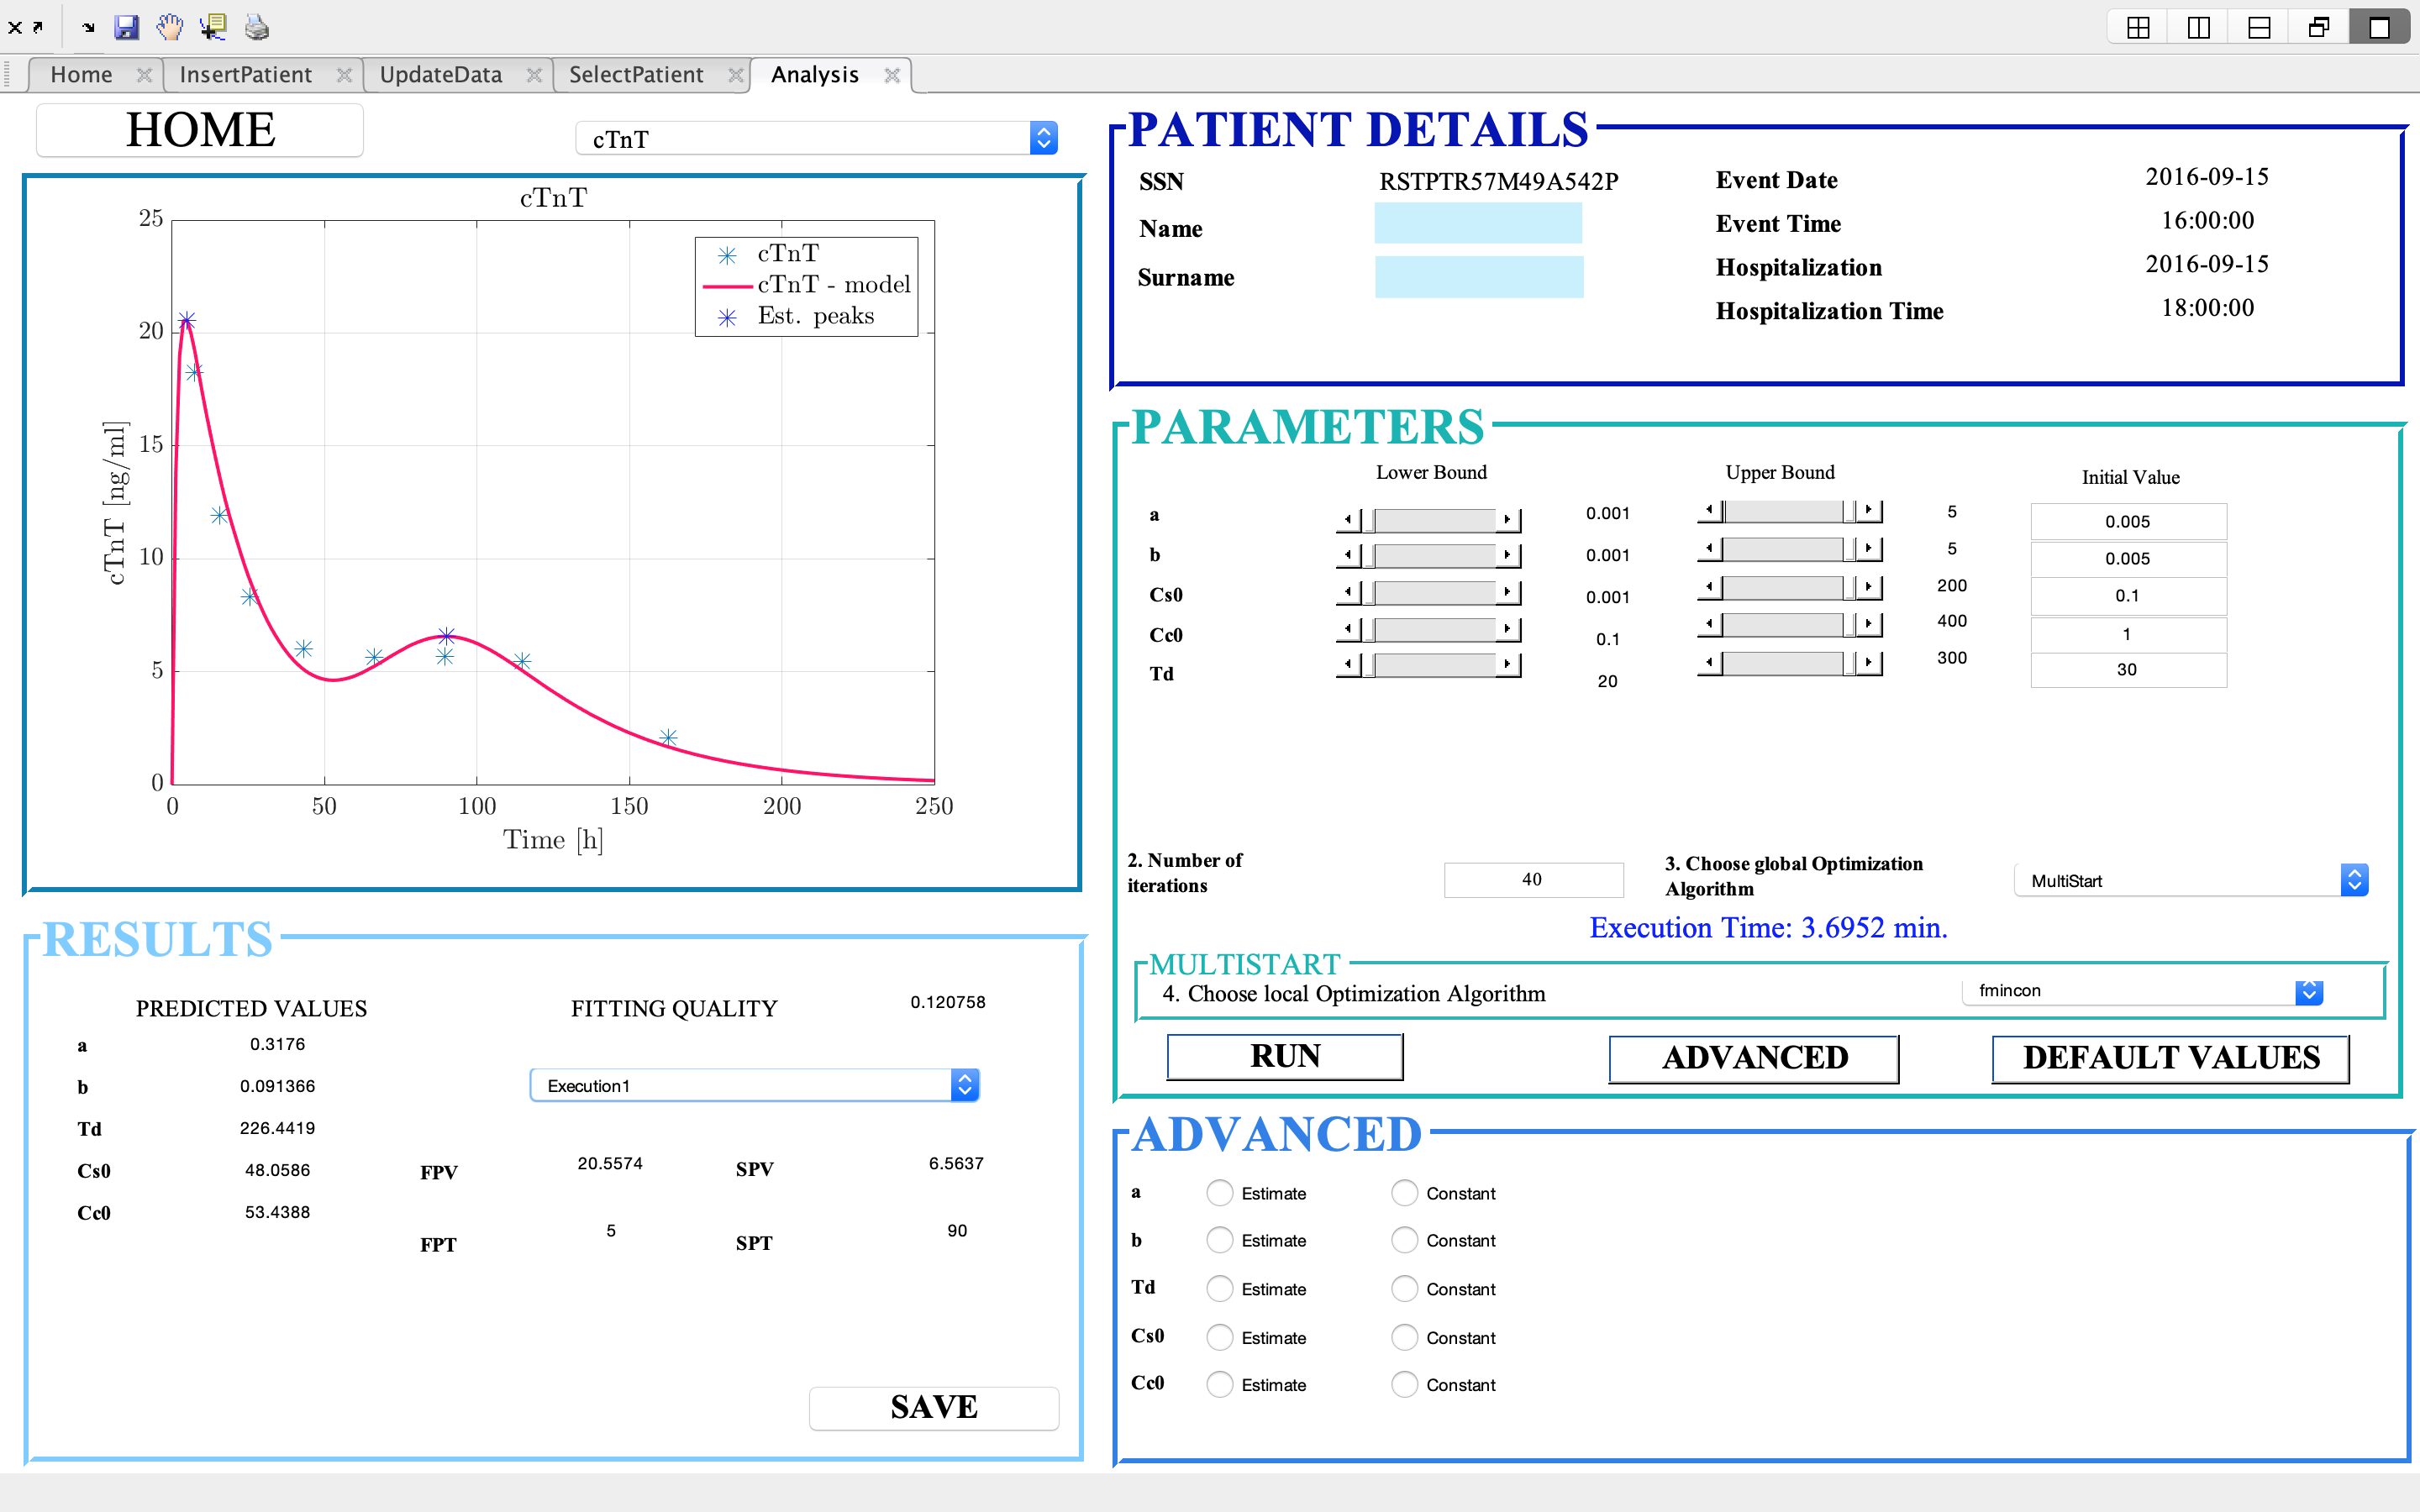 Home
InsertPatient
UpdateData
SelectPatient
Analysis
HOME
cTnT
cTnT
25
20
15
10
5
0
0 50 100 150 200 250
cTnT [ng/ml]
Time [h]
cTnT
cTnT - model
Est. peaks
RESULTS
PREDICTED VALUES
a 0.3176
b 0.091366
Td 226.4419
Cs0 48.0586
Cc0 53.4388
FITTING QUALITY 0.120758
Execution1
FPV 20.5574 SPV 6.5637
FPT 5 SPT 90
SAVE
PATIENT DETAILS
SSN RSTPTR57M49A542P
Name
Surname
Event Date 2016-09-15
Event Time 16:00:00
Hospitalization 2016-09-15
Hospitalization Time 18:00:00
PARAMETERS
Lower Bound Upper Bound Initial Value
a 0.001 5 0.005
b 0.001 5 0.005
Cs0 0.001 200 0.1
Cc0 0.1 400 1
Td 20 300 30
2. Number of
iterations
40
3. Choose global Optimization
Algorithm
MultiStart
Execution Time: 3.6952 min.
MULTISTART
4. Choose local Optimization Algorithm
fmincon
RUN
ADVANCED
DEFAULT VALUES
ADVANCED
a Estimate Constant
b Estimate Constant
Td Estimate Constant
Cs0 Estimate Constant
Cc0 Estimate Constant